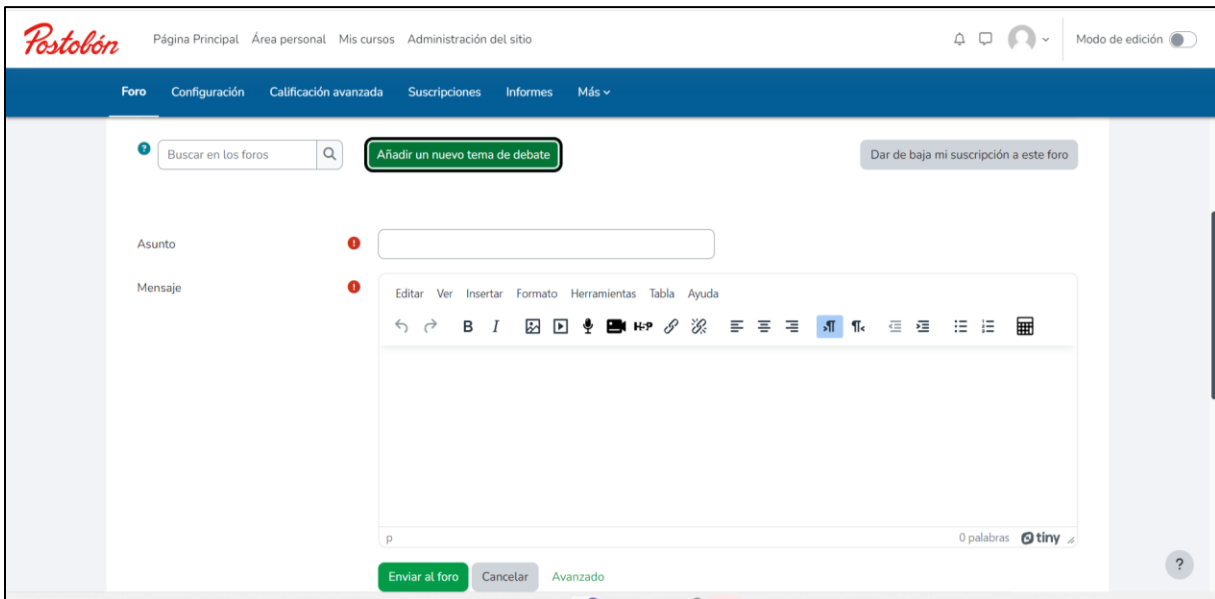 Postobón
Página Principal Área personal Mis cursos Administración del sitio
Modo de edición
Foro Configuración Calificación avanzada Suscripciones Informes Más
Buscar en los foros
Añadir un nuevo tema de debate
Dar de baja mi suscripción a este foro
Asunto
Mensaje
Editar Ver Insertar Formato Herramientas Tabla Ayuda
B I H5P
p
0 palabras tiny
Enviar al foro Cancelar Avanzado
?